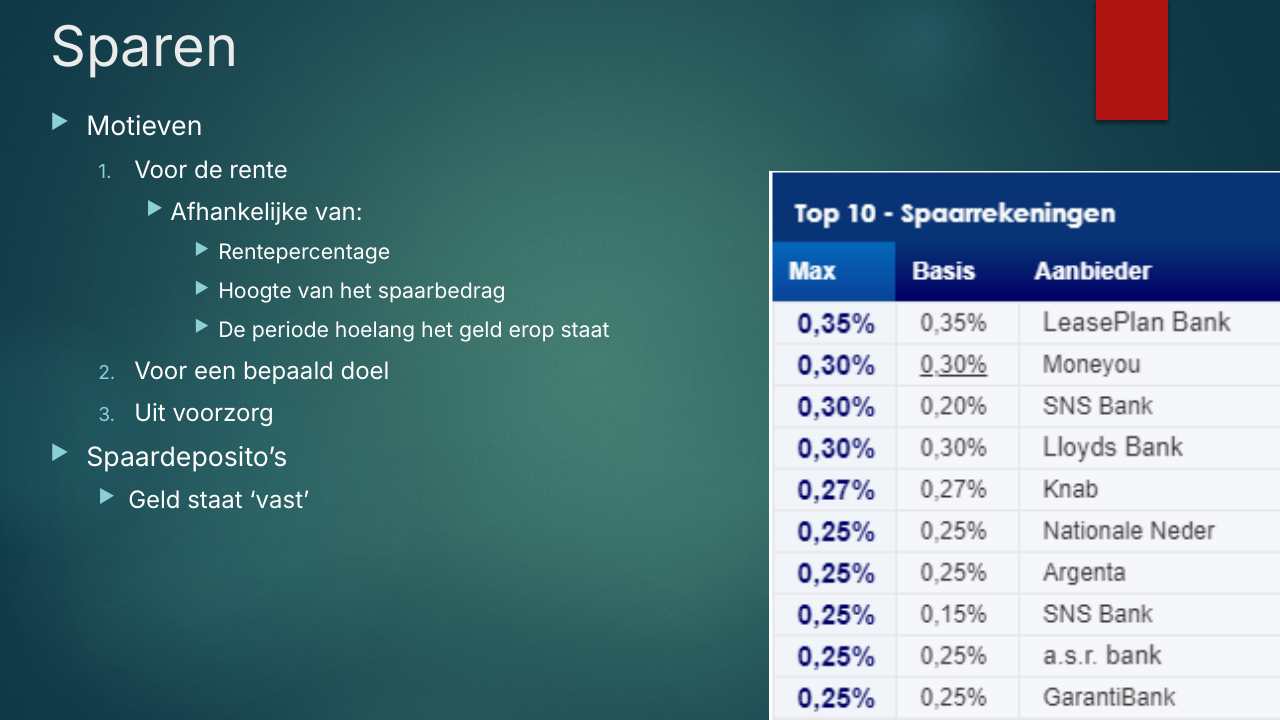 Sparen
Motieven
1. Voor de rente
Afhankelijke van:
Rentepercentage
Hoogte van het spaarbedrag
De periode hoelang het geld erop staat
2. Voor een bepaald doel
3. Uit voorzorg
Spaardeposito’s
Geld staat ‘vast’
Top 10 - Spaarrekeningen
Max Basis Aanbieder
0,35% 0,35% LeasePlan Bank
0,30% 0,30% Moneyou
0,30% 0,20% SNS Bank
0,30% 0,30% Lloyds Bank
0,27% 0,27% Knab
0,25% 0,25% Nationale Neder
0,25% 0,25% Argenta
0,25% 0,15% SNS Bank
0,25% 0,25% a.s.r. bank
0,25% 0,25% GarantiBank